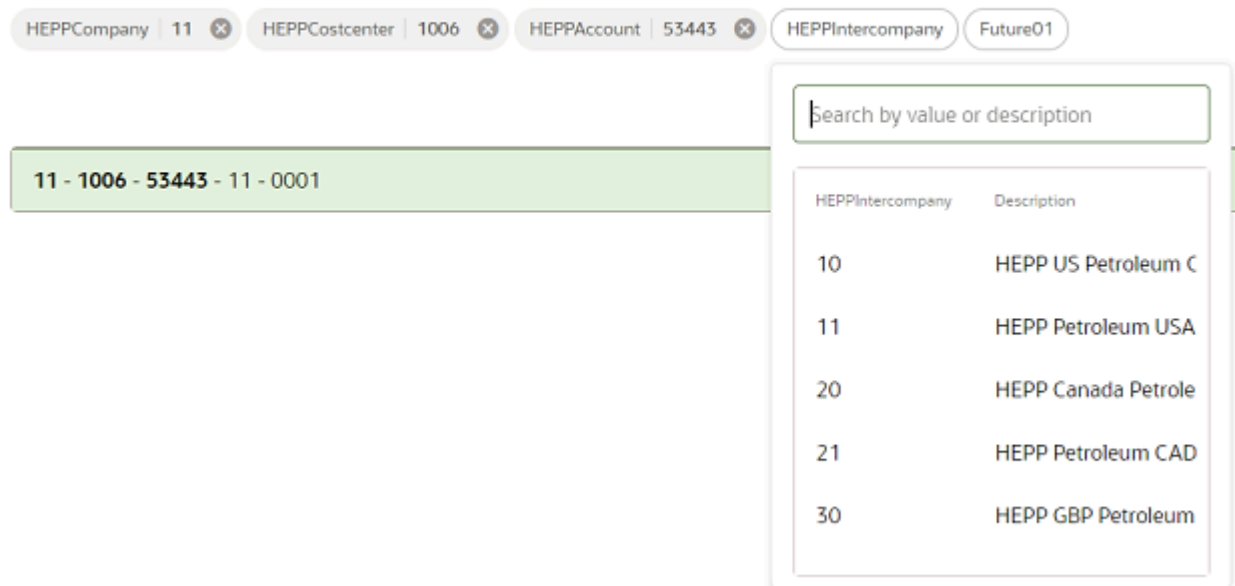 HEPPCompany 11 HEPPCostcenter 1006 HEPPAccount 53443 HEPPIntercompany Future01
Search by value or description
11 - 1006 - 53443 - 11 - 0001
HEPPIntercompany Description
10 HEPP US Petroleum C
11 HEPP Petroleum USA
20 HEPP Canada Petrole
21 HEPP Petroleum CAD
30 HEPP GBP Petroleum